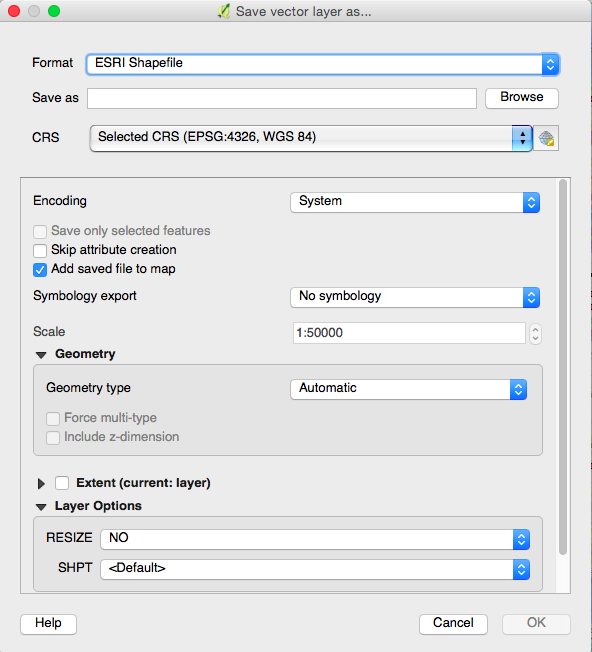 Save vector layer as...
Format ESRI Shapefile
Save as Browse
CRS Selected CRS (EPSG:4326, WGS 84)
Encoding System
Save only selected features
Skip attribute creation
Add saved file to map
Symbology export No symbology
Scale 1:50000
Geometry
Geometry type Automatic
Force multi-type
Include z-dimension
Extent (current: layer)
Layer Options
RESIZE NO
SHPT <Default>
Help Cancel OK